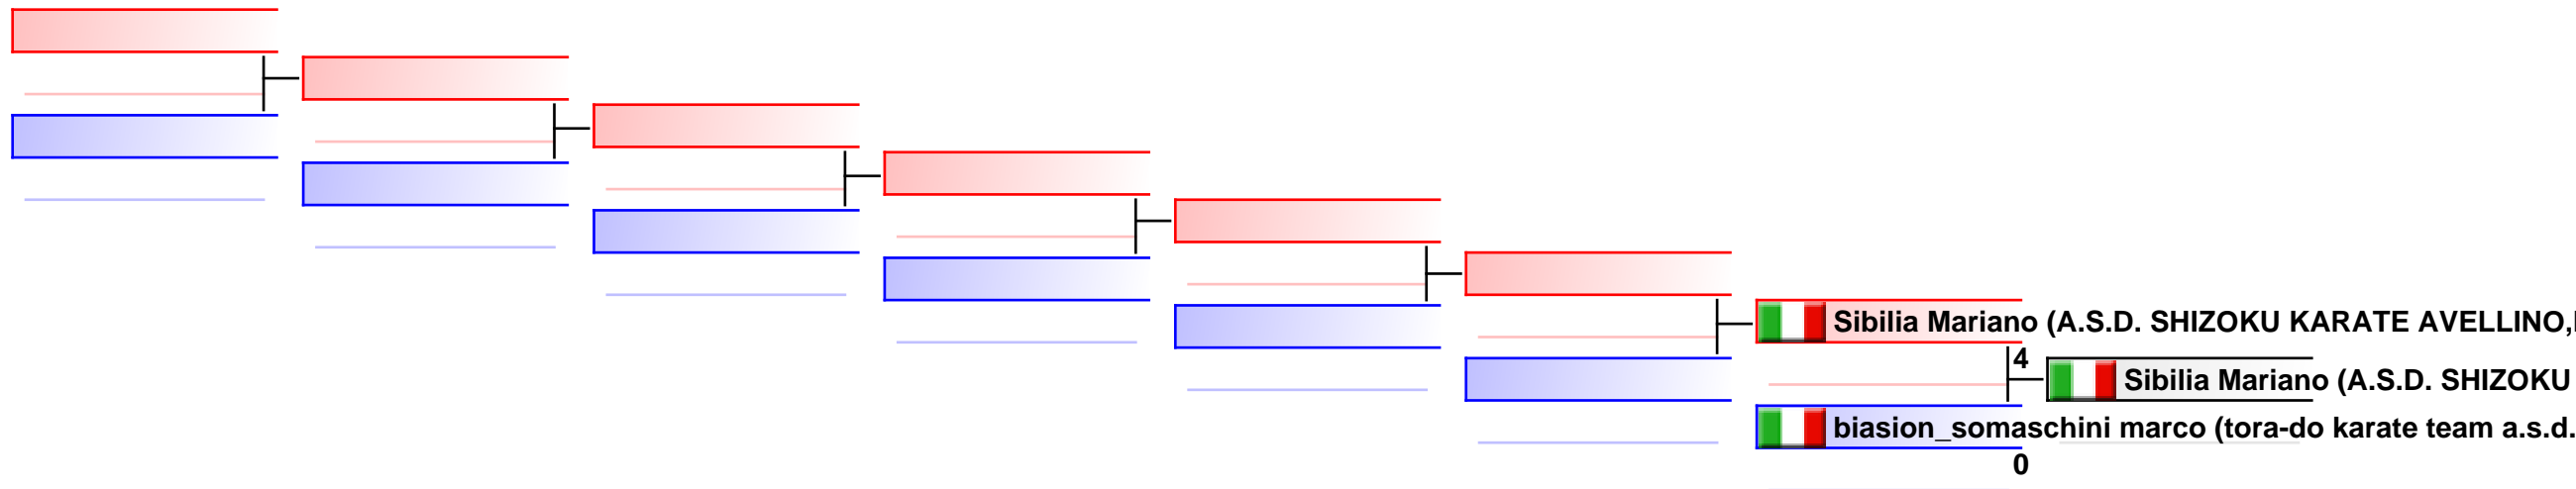 Sibilia Mariano (A.S.D. SHIZOKU KARATE AVELLINO,
4
Sibilia Mariano (A.S.D. SHIZOKU
biasion_somaschini marco (tora-do karate team a.s.d.
0